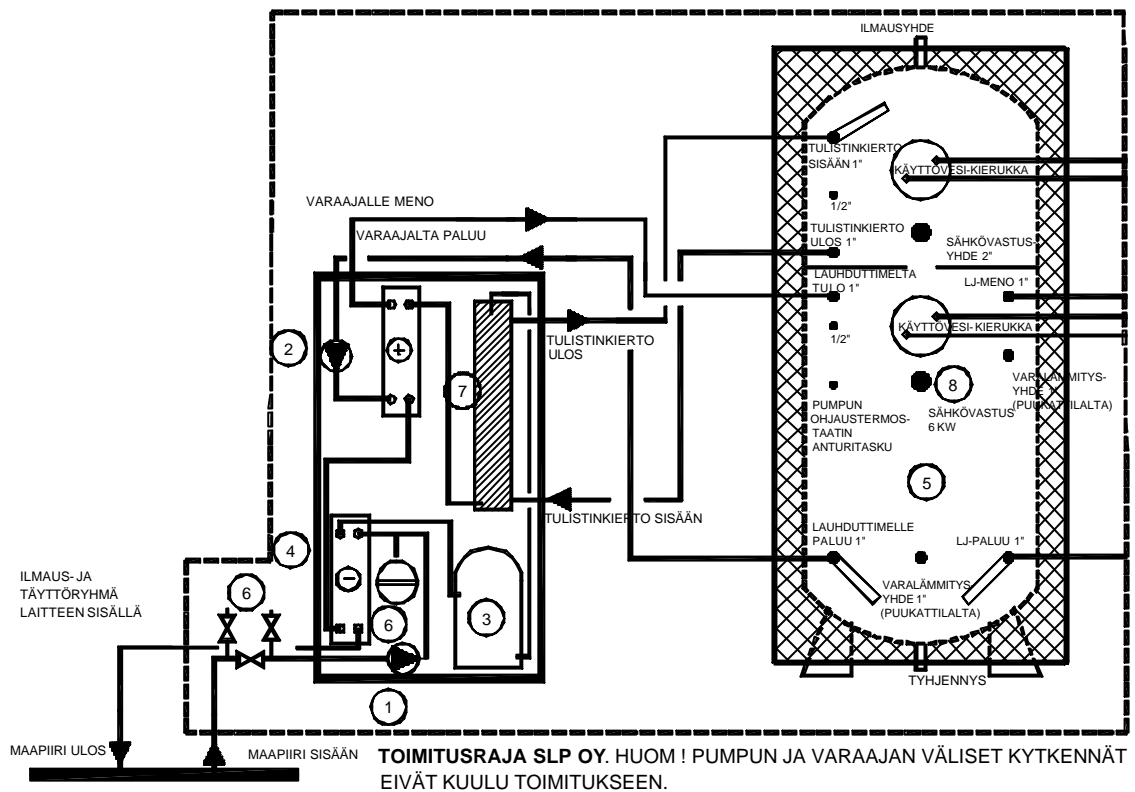 ILMAUSYHDE
TULISTINKIERTO
SISÄÄN 1"
KÄYTTÖVESI-KIERUKKA
1/2"
VARAAJALLE MENO
VARAAJALTA PALUU
TULISTINKIERTO
ULOS 1"
SÄHKÖVASTUS-
YHDE 2"
LAUHDUTTIMELTA
TULO 1"
LJ-MENO 1"
2
+
7
TULISTINKIERTO
ULOS
1/2"
KÄYTTÖVESI-KIERUKKA
8
VARALÄMMITYS-
YHDE 1"
(PUUKATTILALTA)
SÄHKÖVASTUS
6 KW
PUMPUN
OHJAUSTERMOS-
TAATIN
ANTURITASKU
5
TULISTINKIERTO SISÄÄN
LAUHDUTTIMELLE
PALUU 1"
LJ-PALUU 1"
4
-
ILMAUS- JA
TÄYTTÖRYHMÄ
LAITTEEN SISÄLLÄ
6
6
3
VARALÄMMITYS
YHDE 1"
(PUUKATTILALTA)
TYHJENNYS
1
MAAPIIRI ULOS
MAAPIIRI SISÄÄN
TOIMITUSRAJA SLP OY. HUOM ! PUMPUN JA VARAAJAN VÄLISET KYTKENNÄT
EIVÄT KUULU TOIMITUKSEEN.